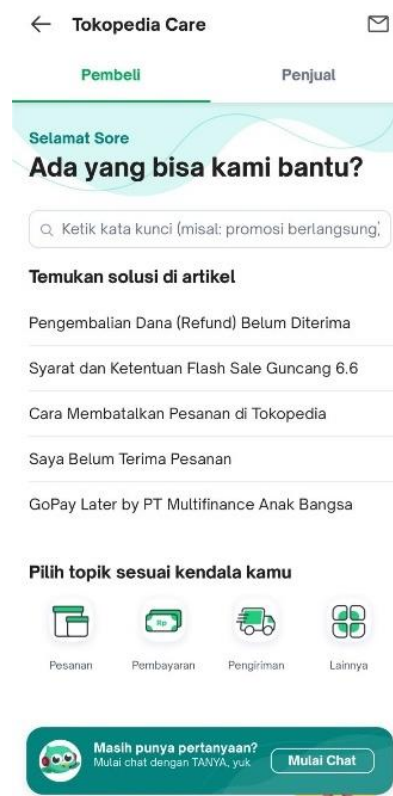 Tokopedia Care
Pembeli
Penjual
Selamat Sore
Ada yang bisa kami bantu?
Ketik kata kunci (misal: promosi berlangsung)
Temukan solusi di artikel
Pengembalian Dana (Refund) Belum Diterima
Syarat dan Ketentuan Flash Sale Guncang 6.6
Cara Membatalkan Pesanan di Tokopedia
Saya Belum Terima Pesanan
GoPay Later by PT Multifinance Anak Bangsa
Pilih topik sesuai kendala kamu
Rp
Pesanan
Pembayaran
Pengiriman
Lainnya
Masih punya pertanyaan?
Mulai chat dengan TANYA, yuk
Mulai Chat